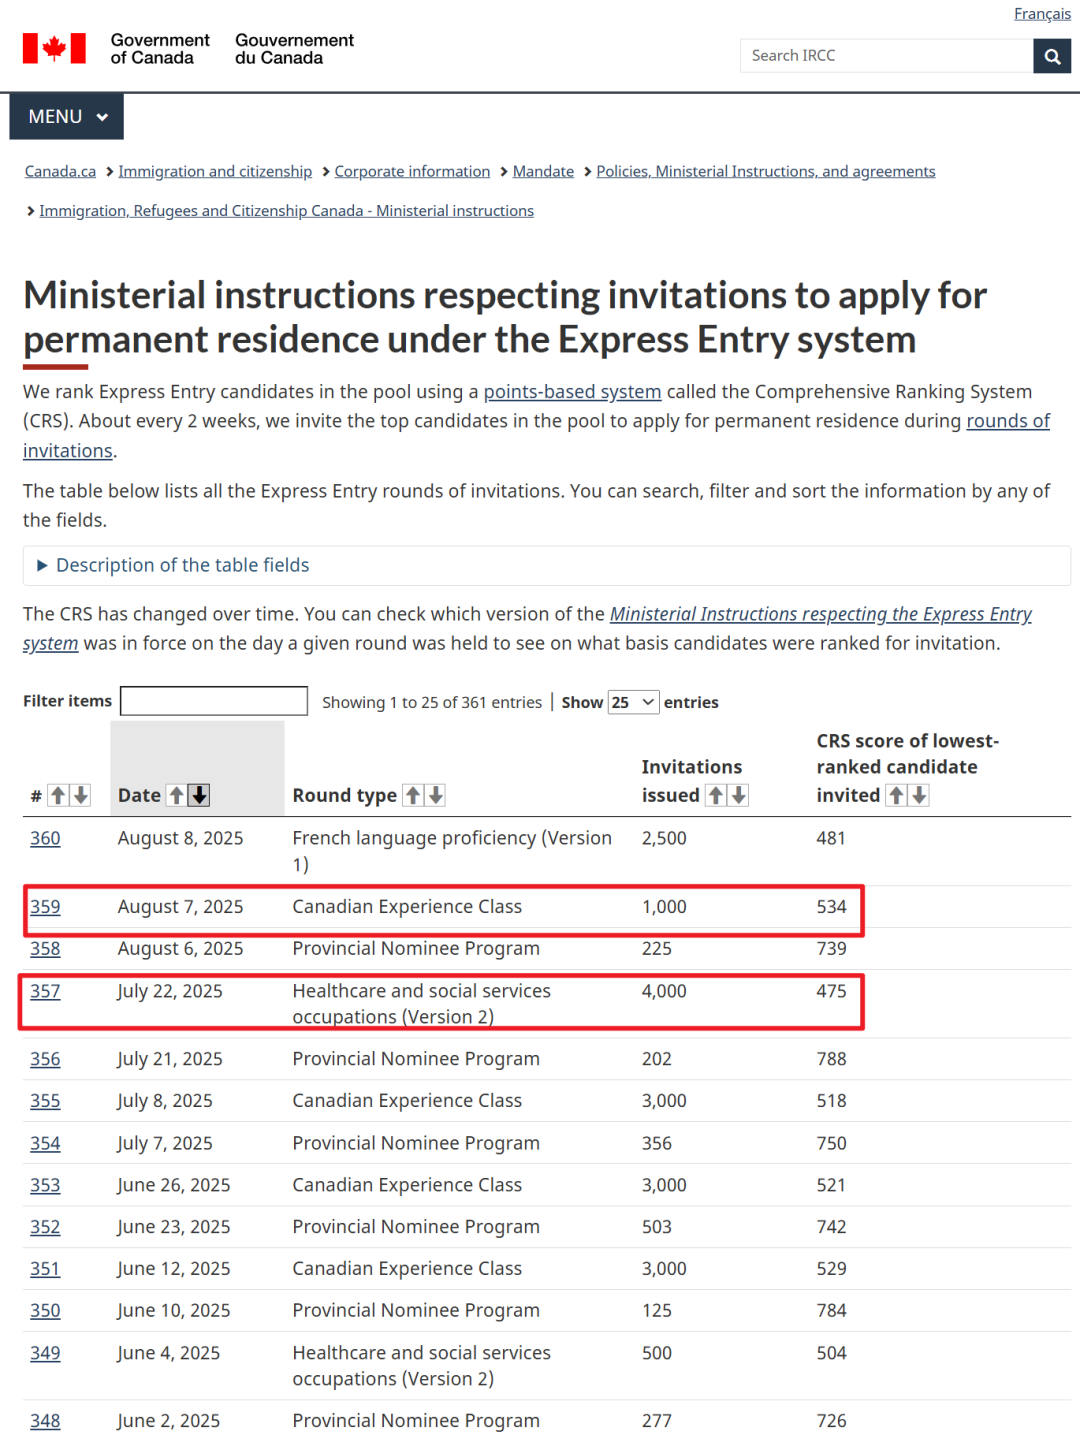 Français
Government of Canada
Gouvernement du Canada
Search IRCC
MENU
Canada.ca > Immigration and citizenship > Corporate information > Mandate > Policies, Ministerial Instructions, and agreements
> Immigration, Refugees and Citizenship Canada - Ministerial instructions
Ministerial instructions respecting invitations to apply for
permanent residence under the Express Entry system
We rank Express Entry candidates in the pool using a points-based system called the Comprehensive Ranking System
(CRS). About every 2 weeks, we invite the top candidates in the pool to apply for permanent residence during rounds of
invitations.
The table below lists all the Express Entry rounds of invitations. You can search, filter and sort the information by any of
the fields.
Description of the table fields
The CRS has changed over time. You can check which version of the Ministerial Instructions respecting the Express Entry
system was in force on the day a given round was held to see on what basis candidates were ranked for invitation.
Filter items Showing 1 to 25 of 361 entries | Show 25 entries
# Date Round type Invitations issued CRS score of lowest-ranked candidate invited
360 August 8, 2025 French language proficiency (Version 1) 2,500 481
359 August 7, 2025 Canadian Experience Class 1,000 534
358 August 6, 2025 Provincial Nominee Program 225 739
357 July 22, 2025 Healthcare and social services occupations (Version 2) 4,000 475
356 July 21, 2025 Provincial Nominee Program 202 788
355 July 8, 2025 Canadian Experience Class 3,000 518
354 July 7, 2025 Provincial Nominee Program 356 750
353 June 26, 2025 Canadian Experience Class 3,000 521
352 June 23, 2025 Provincial Nominee Program 503 742
351 June 12, 2025 Canadian Experience Class 3,000 529
350 June 10, 2025 Provincial Nominee Program 125 784
349 June 4, 2025 Healthcare and social services occupations (Version 2) 500 504
348 June 2, 2025 Provincial Nominee Program 277 726